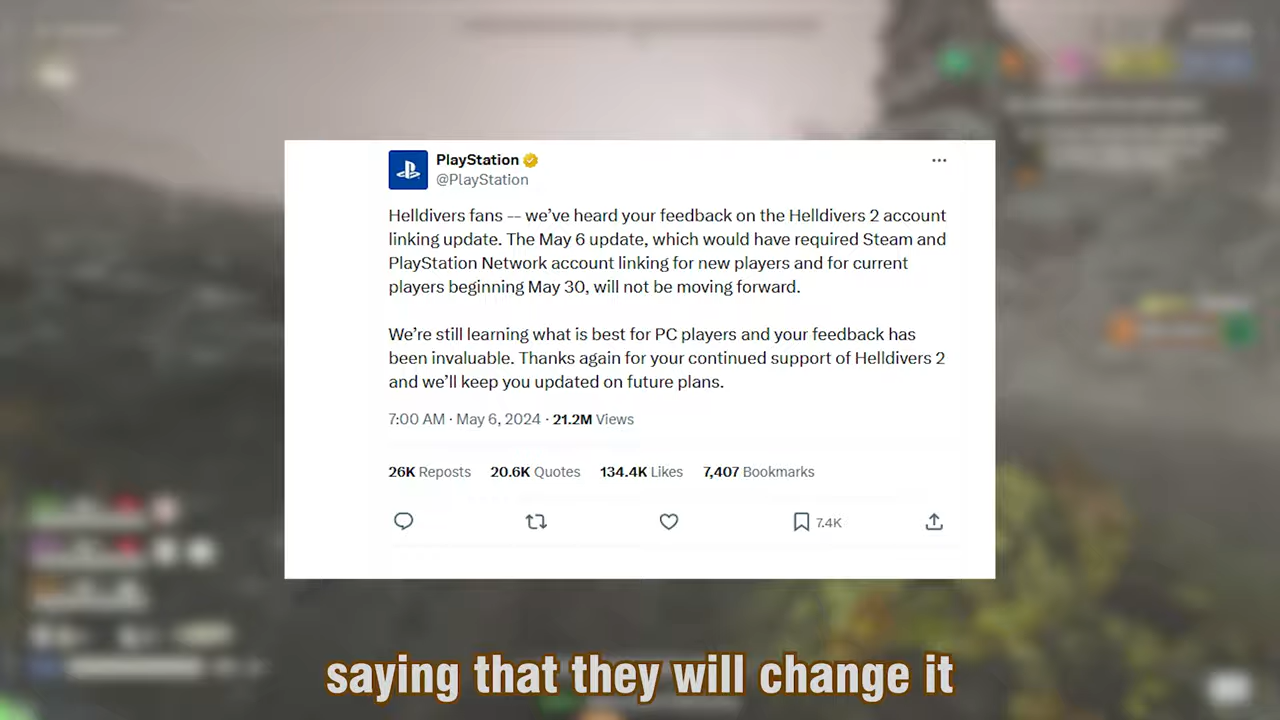 PlayStation
@PlayStation
Helldivers fans -- we've heard your feedback on the Helldivers 2 account
linking update. The May 6 update, which would have required Steam and
PlayStation Network account linking for new players and for current
players beginning May 30, will not be moving forward.
We're still learning what is best for PC players and your feedback has
been invaluable. Thanks again for your continued support of Helldivers 2
and we'll keep you updated on future plans.
7:00 AM · May 6, 2024 · 21.2M Views
26K Reposts 20.6K Quotes 134.4K Likes 7,407 Bookmarks
7.4K
saying that they will change it